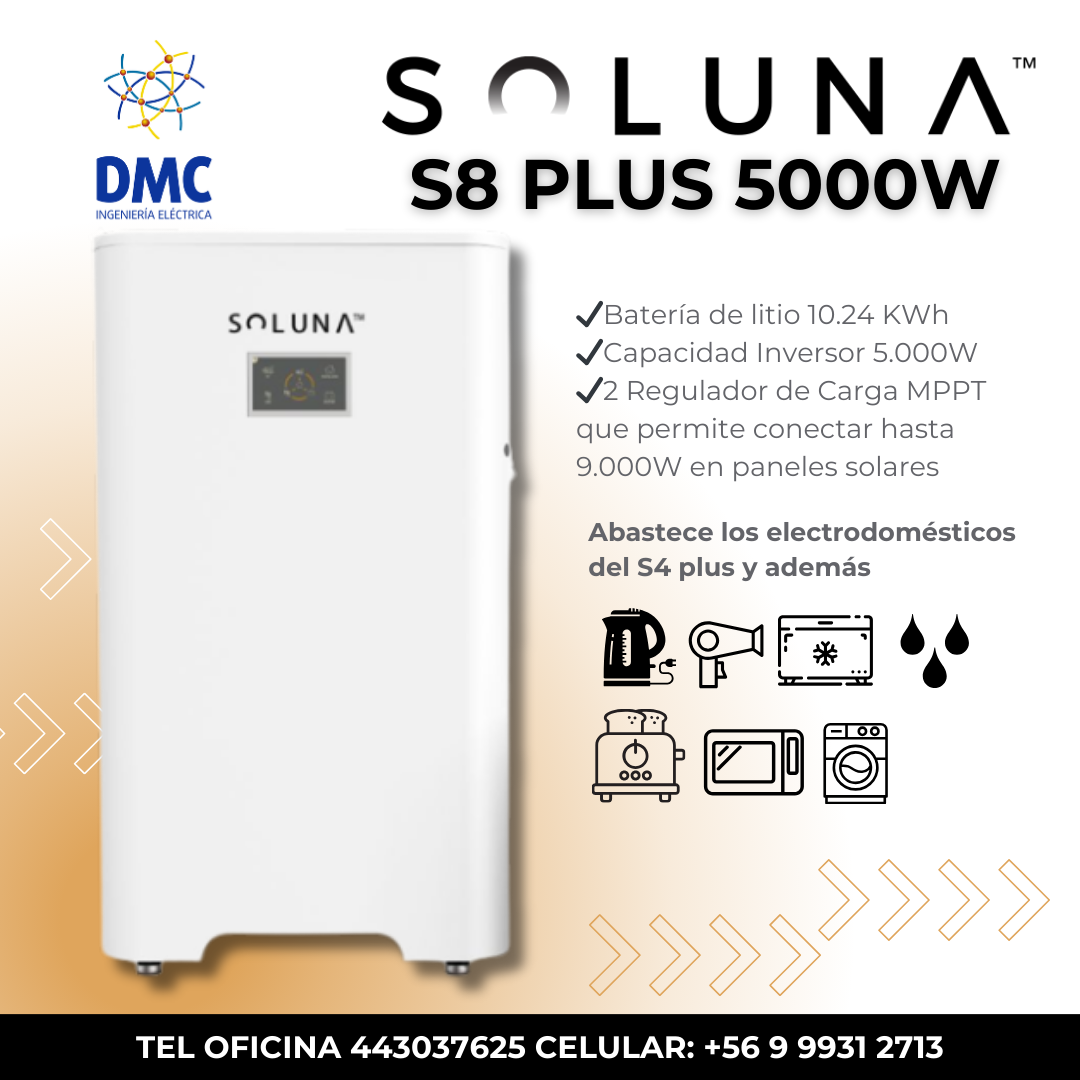 DMC
INGENIERÍA ELÉCTRICA
SOLUNA™
S8 PLUS 5000W
SOLUNA™
✔Batería de litio 10.24 KWh
✔Capacidad Inversor 5.000W
✔2 Regulador de Carga MPPT
que permite conectar hasta
9.000W en paneles solares
Abastece los electrodomésticos
del S4 plus y además
TEL OFICINA 443037625 CELULAR: +56 9 9931 2713